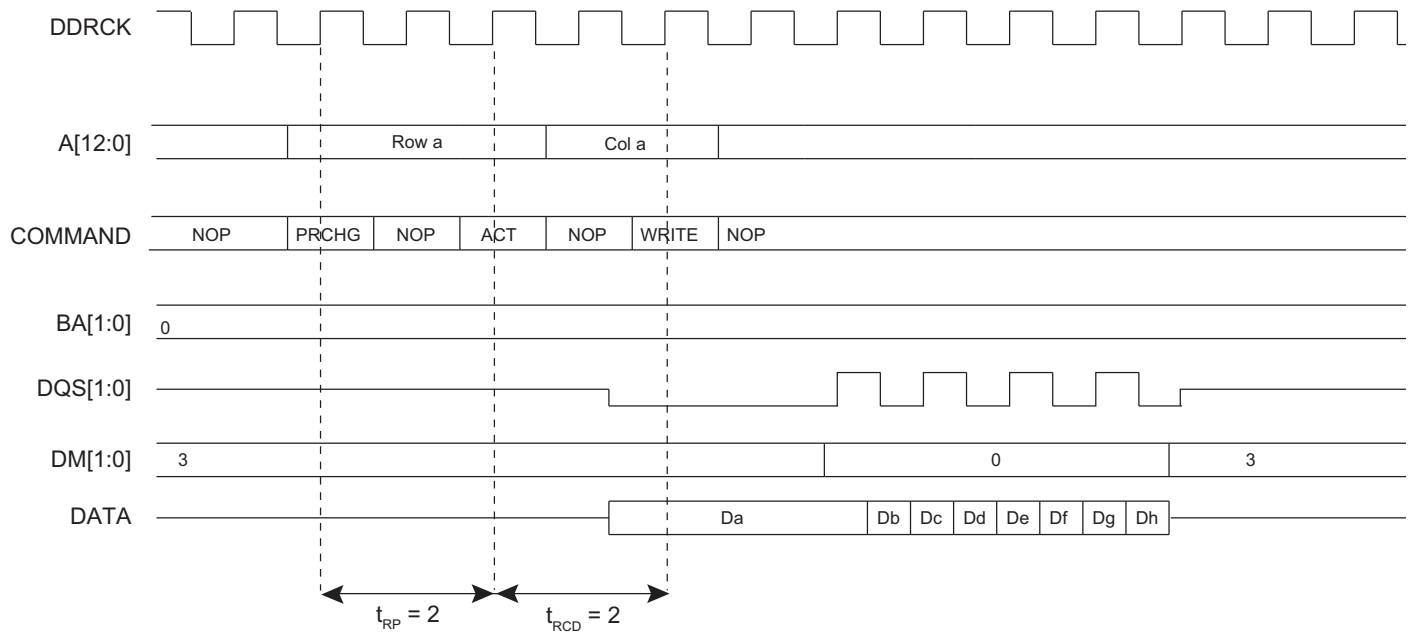 DDRCK
A[12:0] Row a Col a
COMMAND NOP PRCHG NOP ACT NOP WRITE NOP
BA[1:0] 0
DQS[1:0]
DM[1:0] 3 0 3
DATA Da Db Dc Dd De Df Dg Dh
tRP = 2 tRCD = 2